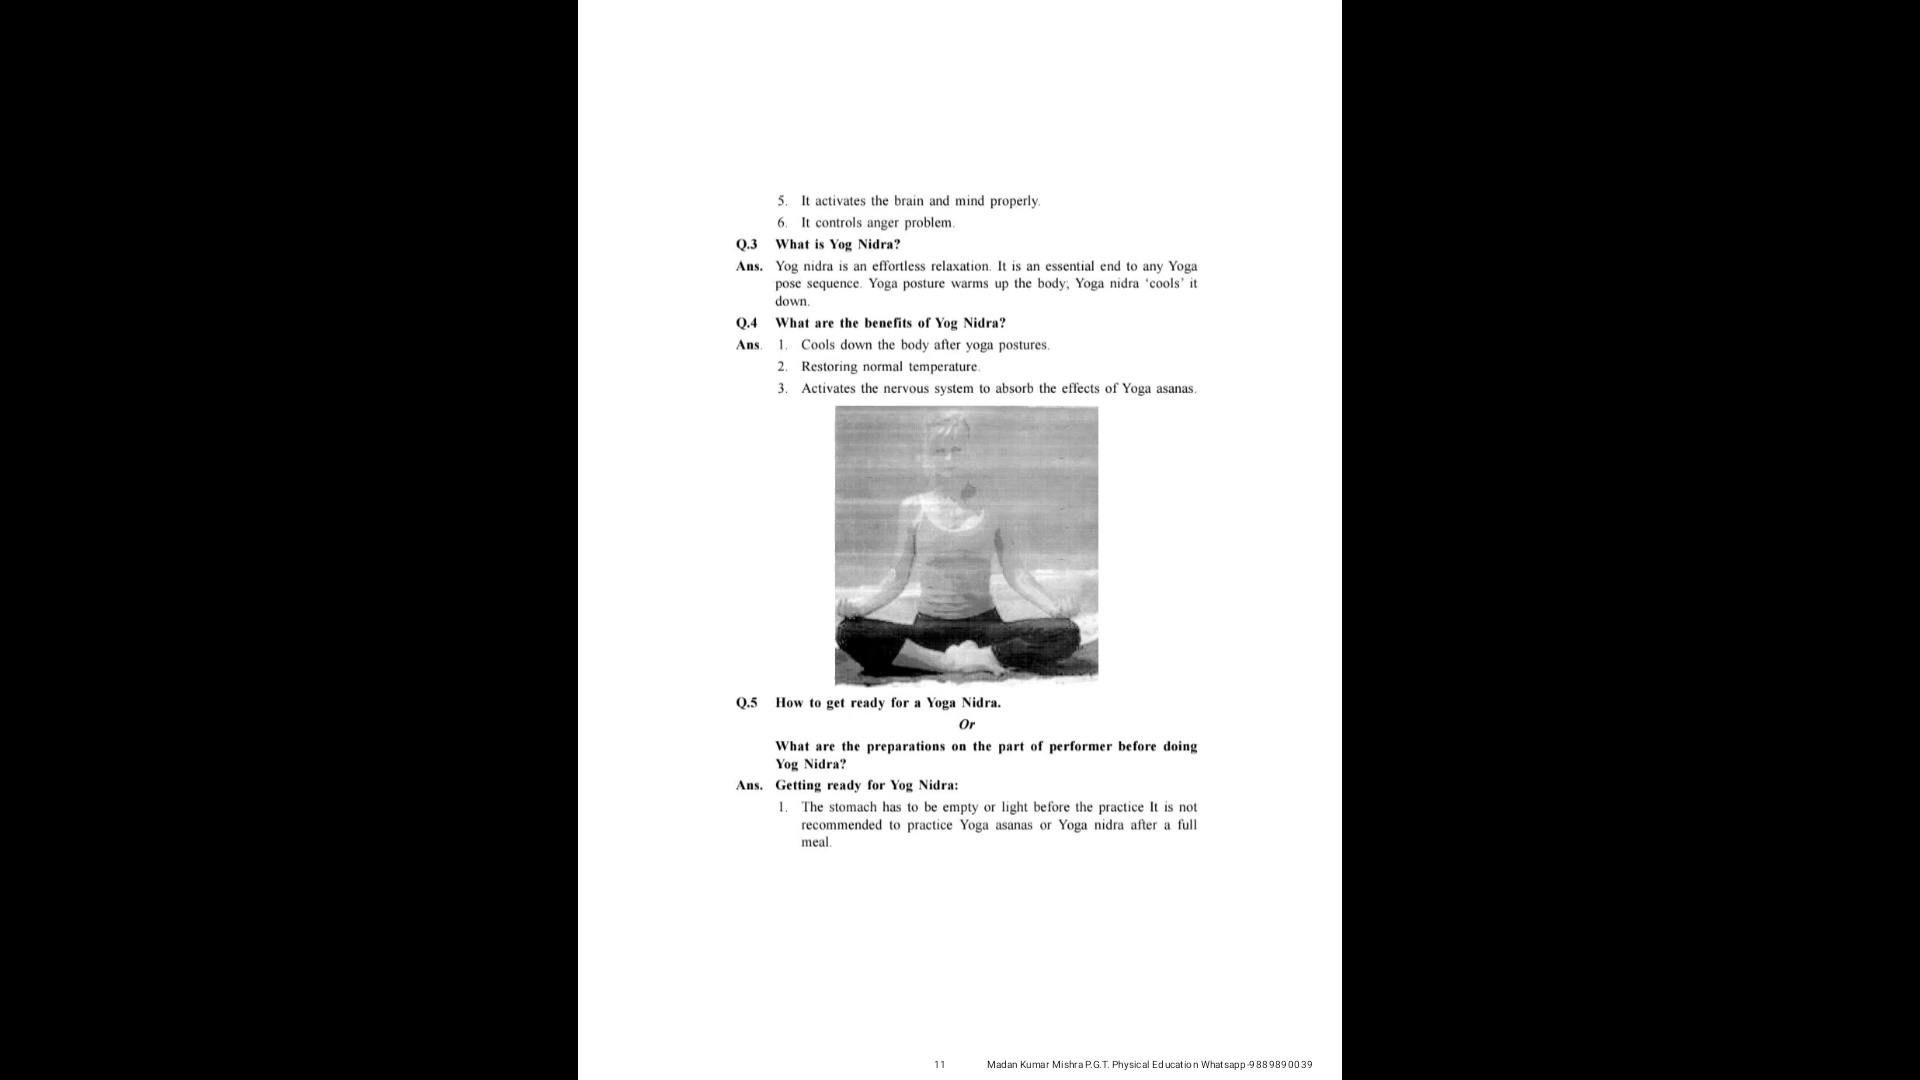 5. It activates the brain and mind properly.
6. It controls anger problem.
Q.3 What is Yog Nidra?
Ans. Yog nidra is an effortless relaxation. It is an essential end to any Yoga
pose sequence. Yoga posture warms up the body; Yoga nidra ‘cools’ it
down.
Q.4 What are the benefits of Yog Nidra?
Ans. 1. Cools down the body after yoga postures.
2. Restoring normal temperature.
3. Activates the nervous system to absorb the effects of Yoga asanas.
Q.5 How to get ready for a Yoga Nidra.
Or
What are the preparations on the part of performer before doing
Yog Nidra?
Ans. Getting ready for Yog Nidra:
1. The stomach has to be empty or light before the practice It is not
recommended to practice Yoga asanas or Yoga nidra after a full
meal.
11 Madan Kumar Mishra P.G.T. Physical Education Whatsapp-9889890039